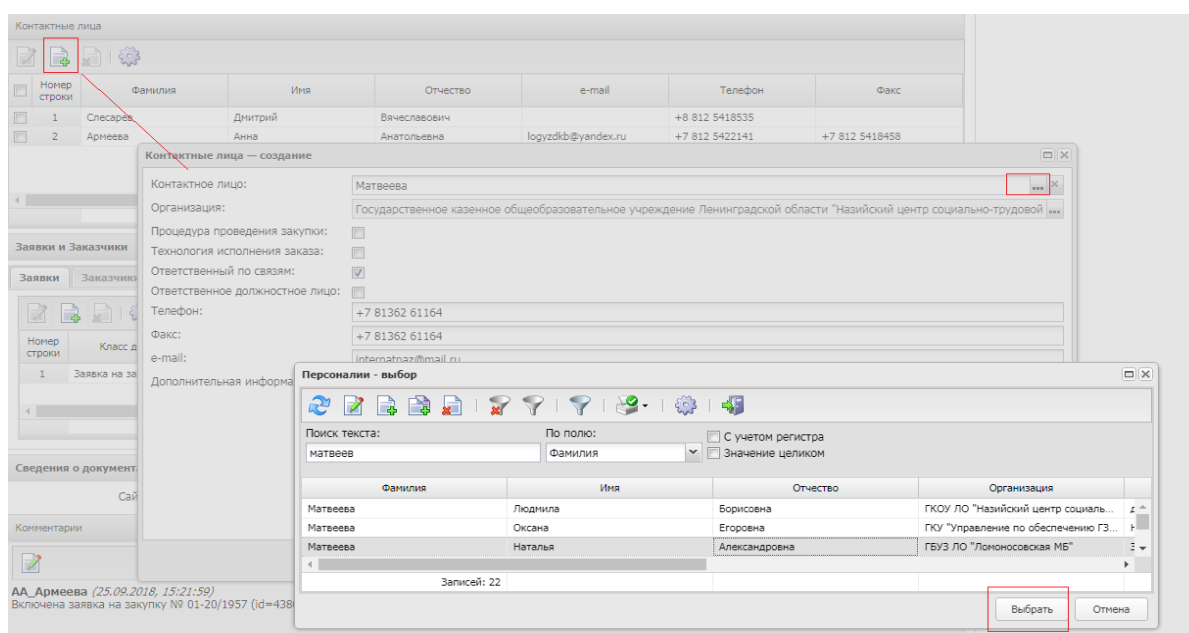 Контактные лица
Номер строки Фамилия Имя Отчество e-mail Телефон Факс
1 Слесарев Дмитрий Вячеславович +8 812 5418535
2 Армеева Анна Анатольевна logyzdkb@yandex.ru +7 812 5422141 +7 812 5418458
Контактные лица — создание
Контактное лицо: Матвеева ...
Организация: Государственное казенное общеобразовательное учреждение Ленинградской области "Назийский центр социально-трудовой ...
Процедура проведения закупки:
Технология исполнения заказа:
Ответственный по связям:
Ответственное должностное лицо:
Телефон: +7 81362 61164
Факс: +7 81362 61164
e-mail: internatnaz@mail.ru
Дополнительная информа
Заявки и Заказчики
Заявки Заказчики
Номер строки Класс д
1 Заявка на за
Сведения о документ
Сай
Комментарии
АА_Армеева (25.09.2018, 15:21:59)
Включена заявка на закупку № 01-20/1957 (id=438
Персоналии - выбор
Поиск текста: По полю: С учетом регистра
матвеев Фамилия Значение целиком
Фамилия Имя Отчество Организация
Матвеева Людмила Борисовна ГКОУ ЛО "Назийский центр социаль...
Матвеева Оксана Егоровна ГКУ "Управление по обеспечению ГЗ...
Матвеева Наталья Александровна ГБУЗ ЛО "Ломоносовская МБ"
Записей: 22
Выбрать Отмена